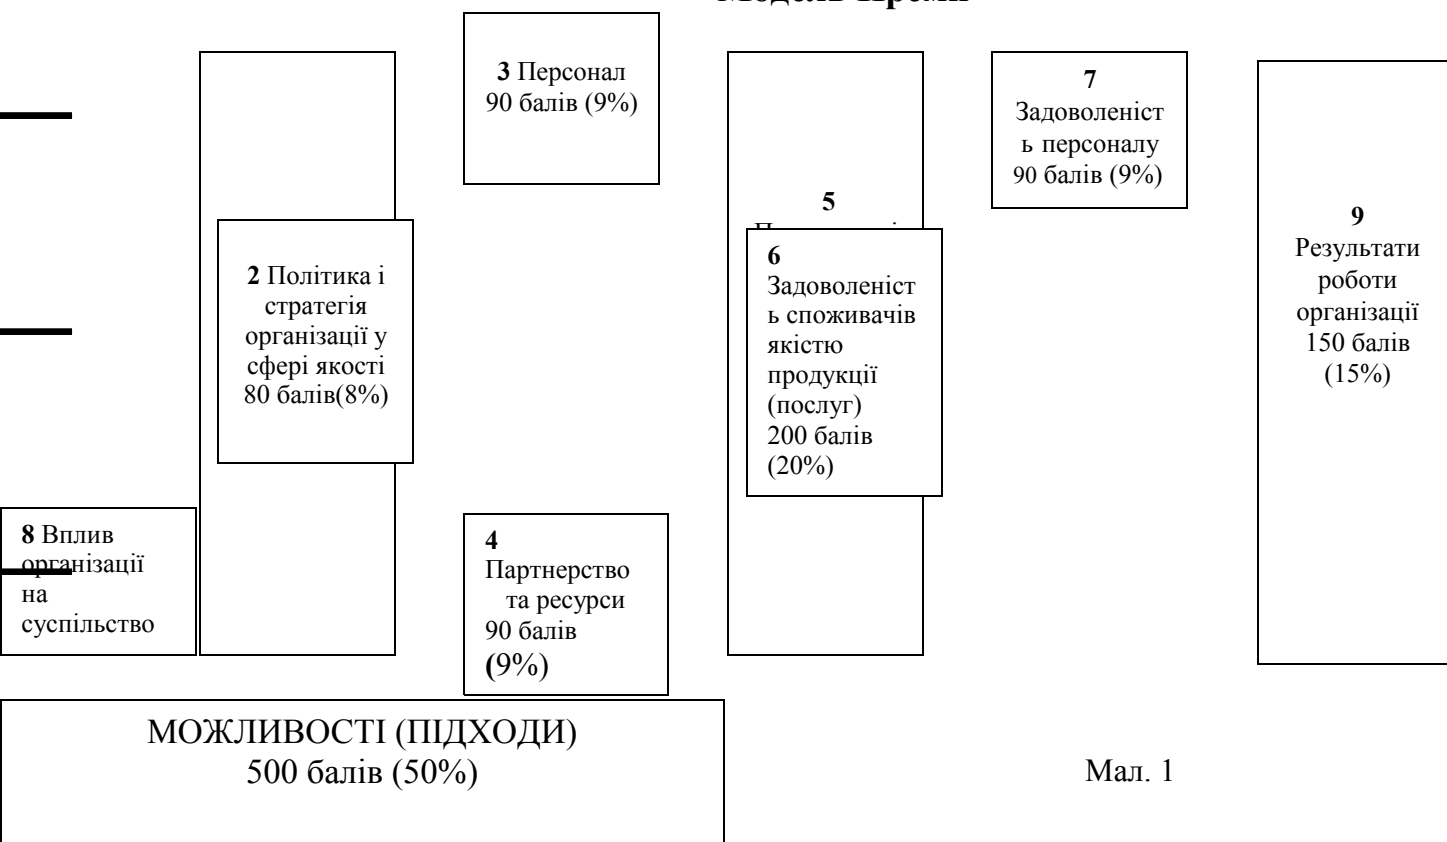 3 Персонал
90 балів (9%)
7
Задоволеніст
ь персоналу
90 балів (9%)
5
9
Результати
роботи
організації
150 балів
(15%)
2 Політика і
стратегія
організації у
сфері якості
80 балів(8%)
6
Задоволеніст
ь споживачів
якістю
продукції
(послуг)
200 балів
(20%)
8 Вплив
організації
на
суспільство
4
Партнерство
та ресурси
90 балів
(9%)
МОЖЛИВОСТІ (ПІДХОДИ)
500 балів (50%)
Мал. 1